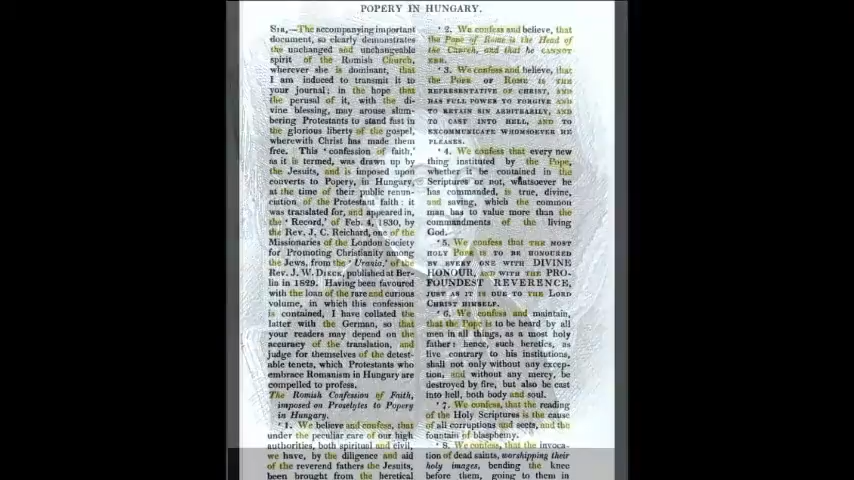 POPERY IN HUNGARY.
SIR,—The accompanying important
document, so clearly demonstrates
the unchanged and unchangeable
spirit of the Romish Church,
wherever she is dominant, that
I am induced to transmit it to
your journal; in the hope that
the perusal of it, with the di-
vine blessing, may arouse slum-
bering Protestants to stand fast in
the glorious liberty of the gospel,
wherewith Christ has made them
free. This 'confession of faith,'
as it is termed, was drawn up by
the Jesuits, and is imposed upon
converts to Popery, in Hungary,
at the time of their public renun-
ciation of the Protestant faith: it
was translated for, and appeared in,
the 'Record,' of Feb. 4, 1830, by
the Rev. J. C. Reichard, one of the
Missionaries of the London Society
for Promoting Christianity among
the Jews, from the 'Urania,' of the
Rev. J. W. DIECK, published at Ber-
lin in 1829. Having been favoured
with the loan of the rare and curious
volume, in which this confession
is contained, I have collated the
latter with the German, so that
your readers may depend on the
accuracy of the translation, and
judge for themselves of the detest-
able tenets, which Protestants who
embrace Romanism in Hungary are
compelled to profess.
The Romish Confession of Faith,
imposed on Proselytes to Popery
in Hungary.
'1. We believe and confess, that
under the peculiar care of our high
authorities, both spiritual and civil,
we have, by the diligence and aid
of the reverend fathers the Jesuits,
been brought from the heretical
'2. We confess and believe, that
the Pope of Rome is the Head of
the Church, and that he CANNOT
ERR.
'3. We confess and believe, that
THE POPE OF ROME IS THE
REPRESENTATIVE OF CHRIST, AND
HAS FULL POWER TO FORGIVE AND
TO RETAIN SIN ARBITRARILY, AND
TO CAST INTO HELL, AND TO
EXCOMMUNICATE WHOMSOEVER HE
PLEASES.
'4. We confess that every new
thing instituted by the Pope,
whether it be contained in the
Scriptures or not, whatsoever he
has commanded, is true, divine,
and saving, which the common
man has to value more than the
commandments of the living
God.
'5. We confess that THE MOST
HOLY POPE IS TO BE HONOURED
BY EVERY ONE WITH DIVINE
HONOUR, AND WITH THE PRO-
FOUNDEST REVERENCE,
JUST AS IT IS DUE TO THE LORD
CHRIST HIMSELF.
'6. We confess and maintain,
that the Pope is to be heard by all
men in all things, as a most holy
father: hence, such heretics, as
live contrary to his institutions,
shall not only without any excep-
tion, and without any mercy, be
destroyed by fire, but also be cast
into hell, both body and soul.
'7. We confess, that the reading
of the Holy Scriptures is the cause
of all corruptions and sects, and the
fountain of blasphemy.
'8. We confess, that the invoca-
tion of dead saints, worshipping their
holy images, bending the knee
before them, going to them in